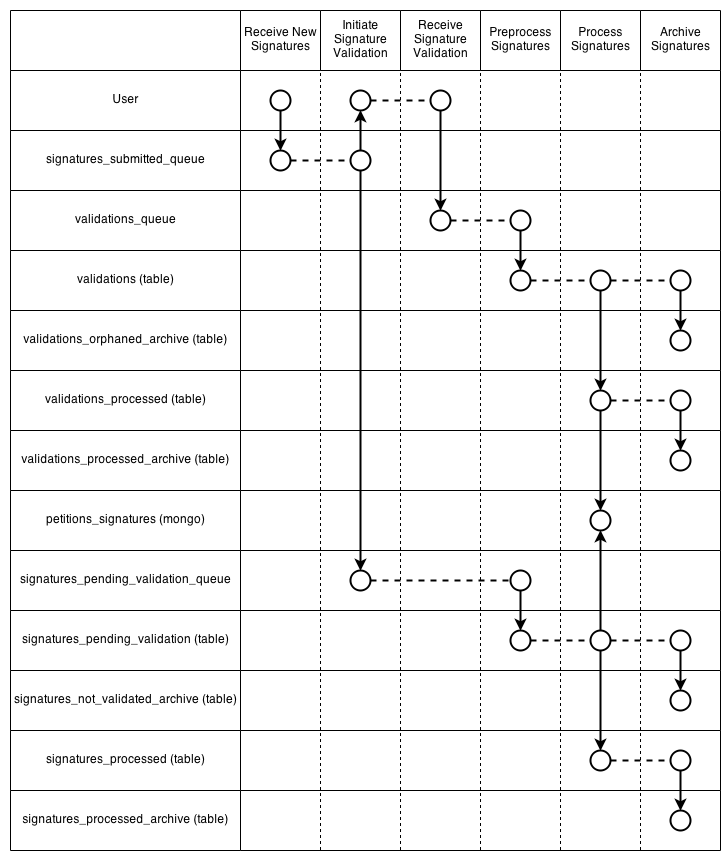 Receive New
Signatures
Initiate
Signature
Validation
Receive
Signature
Validation
Preprocess
Signatures
Process
Signatures
Archive
Signatures
User
signatures_submitted_queue
validations_queue
validations (table)
validations_orphaned_archive (table)
validations_processed (table)
validations_processed_archive (table)
petitions_signatures (mongo)
signatures_pending_validation_queue
signatures_pending_validation (table)
signatures_not_validated_archive (table)
signatures_processed (table)
signatures_processed_archive (table)